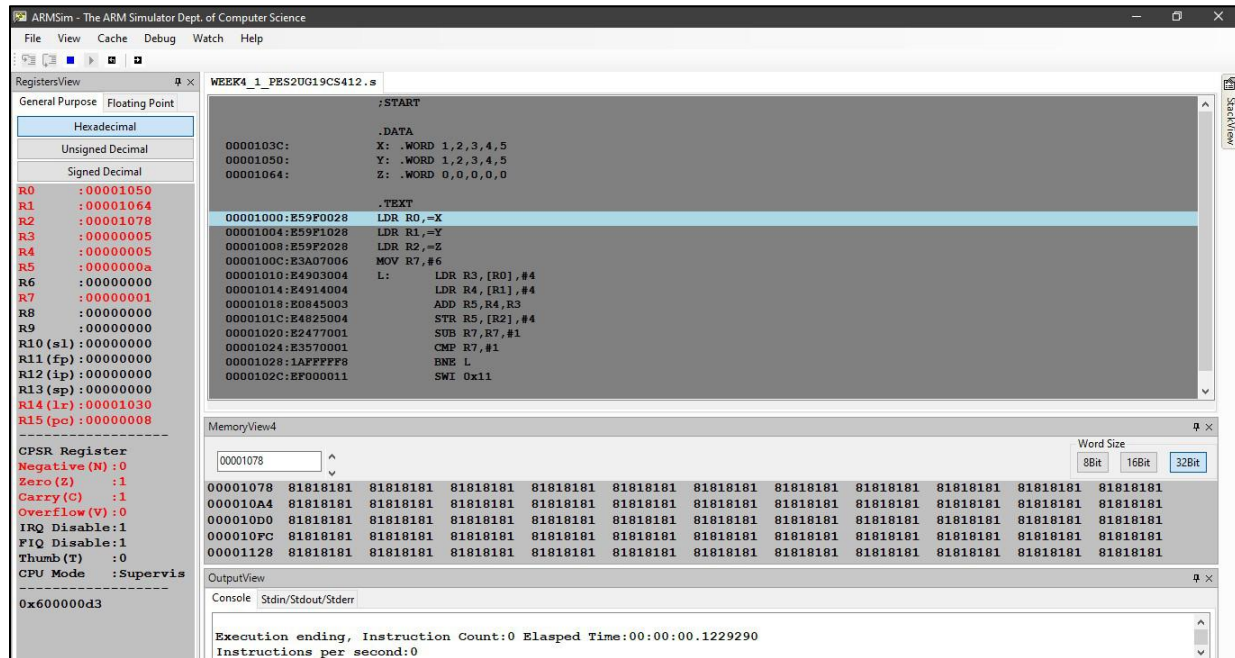 ARMSim - The ARM Simulator Dept. of Computer Science
File View Cache Debug Watch Help
RegistersView
General Purpose Floating Point
Hexadecimal
Unsigned Decimal
Signed Decimal
R0 :00001050
R1 :00001064
R2 :00001078
R3 :00000005
R4 :00000005
R5 :0000000a
R6 :00000000
R7 :00000001
R8 :00000000
R9 :00000000
R10(sl):00000000
R11(fp):00000000
R12(ip):00000000
R13(sp):00000000
R14(lr):00001030
R15(pc):00000008
--------------------
CPSR Register
Negative(N):0
Zero(Z) :1
Carry(C) :1
Overflow(V):0
IRQ Disable:1
FIQ Disable:1
Thumb(T) :0
CPU Mode :Supervis
--------------------
0x600000d3
WEEK4_1_PES2UG19CS412.s
;START
.DATA
0000103C: X: .WORD 1,2,3,4,5
00001050: Y: .WORD 1,2,3,4,5
00001064: Z: .WORD 0,0,0,0,0
.TEXT
00001000:E59F0028 LDR R0,=X
00001004:E59F1028 LDR R1,=Y
00001008:E59F2028 LDR R2,=Z
0000100C:E3A07006 MOV R7,#6
00001010:E4903004 L: LDR R3,[R0],#4
00001014:E4914004 LDR R4,[R1],#4
00001018:E0845003 ADD R5,R4,R3
0000101C:E4825004 STR R5,[R2],#4
00001020:E2477001 SUB R7,R7,#1
00001024:E3570001 CMP R7,#1
00001028:1AFFFFF8 BNE L
0000102C:EF000011 SWI 0x11
StackView
MemoryView4
00001078
Word Size
8Bit 16Bit 32Bit
00001078 81818181 81818181 81818181 81818181 81818181 81818181 81818181 81818181 81818181 81818181 81818181
000010A4 81818181 81818181 81818181 81818181 81818181 81818181 81818181 81818181 81818181 81818181 81818181
000010D0 81818181 81818181 81818181 81818181 81818181 81818181 81818181 81818181 81818181 81818181 81818181
000010FC 81818181 81818181 81818181 81818181 81818181 81818181 81818181 81818181 81818181 81818181 81818181
00001128 81818181 81818181 81818181 81818181 81818181 81818181 81818181 81818181 81818181 81818181 81818181
OutputView
Console Stdin/Stdout/Stderr
Execution ending, Instruction Count:0 Elasped Time:00:00:00.1229290
Instructions per second:0